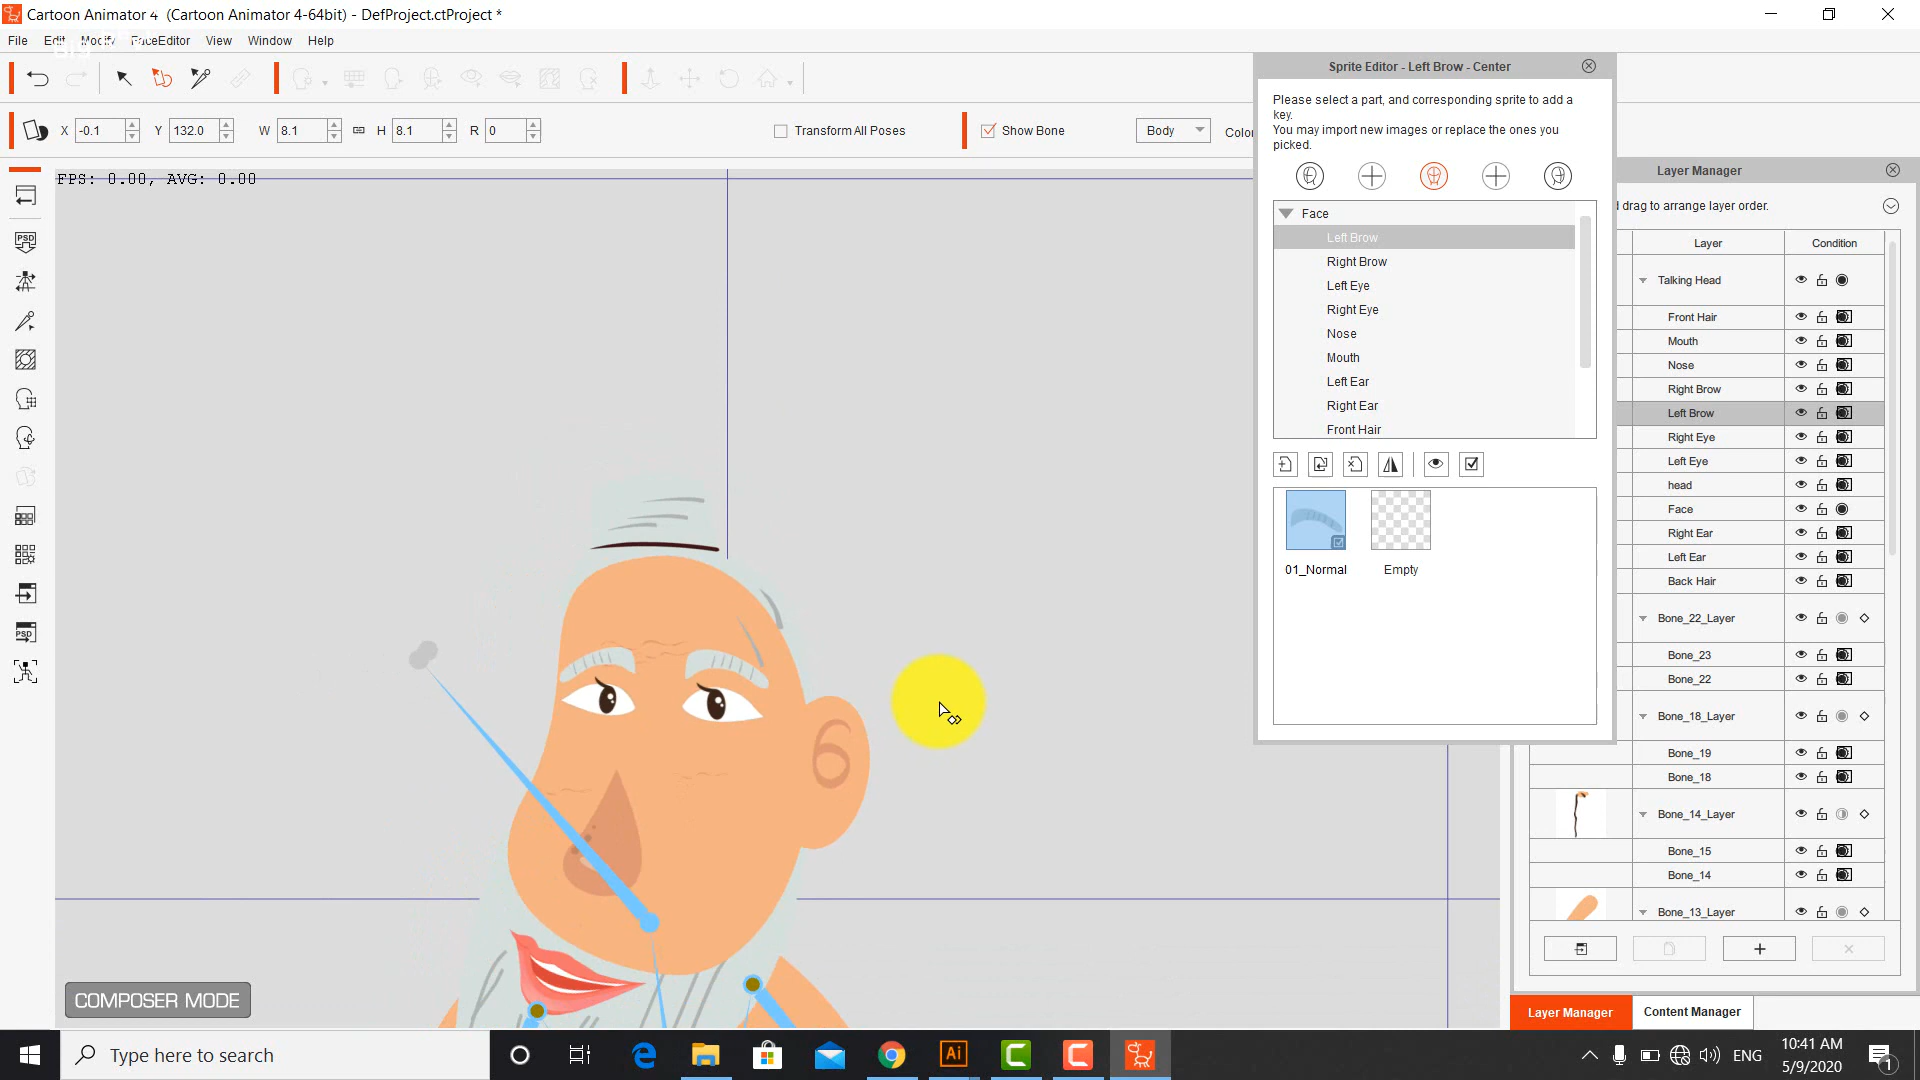 Cartoon Animator 4 (Cartoon Animator 4-64bit) - DefProject.ctProject *
File Edit Modify FaceEditor View Window Help
X -0.1 Y 132.0 W 8.1 H 8.1 R 0 Transform All Poses Show Bone Body Color
FPS: 0.00, AVG: 0.00
Sprite Editor - Left Brow - Center
Please select a part, and corresponding sprite to add a
key.
You may import new images or replace the ones you
picked.
Face
Left Brow
Right Brow
Left Eye
Right Eye
Nose
Mouth
Left Ear
Right Ear
Front Hair
01_Normal Empty
Layer Manager
drag to arrange layer order.
Layer Condition
Talking Head
Front Hair
Mouth
Nose
Right Brow
Left Brow
Right Eye
Left Eye
head
Face
Right Ear
Left Ear
Back Hair
Bone_22_Layer
Bone_23
Bone_22
Bone_18_Layer
Bone_19
Bone_18
Bone_14_Layer
Bone_15
Bone_14
Bone_13_Layer
PSD
PSD
COMPOSER MODE
Layer Manager Content Manager
Type here to search
Ai
ENG
10:41 AM
5/9/2020
1